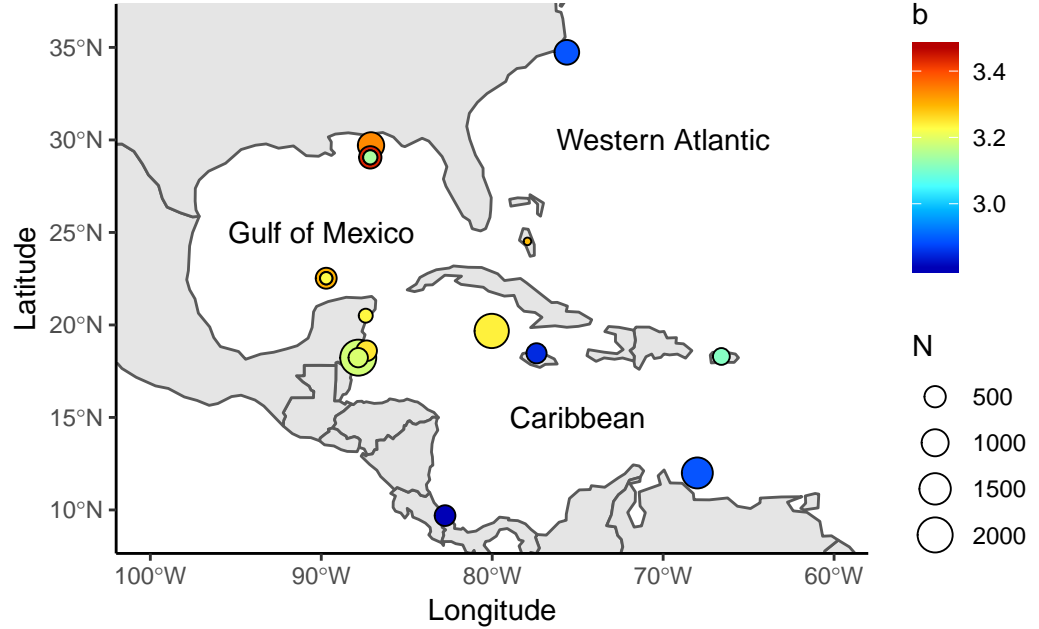 35°N
30°N
25°N
20°N
15°N
10°N
Latitude
100°W
90°W
80°W
70°W
60°W
Longitude
Western Atlantic
Gulf of Mexico
Caribbean
b
3.4
3.2
3.0
N
500
1000
1500
2000